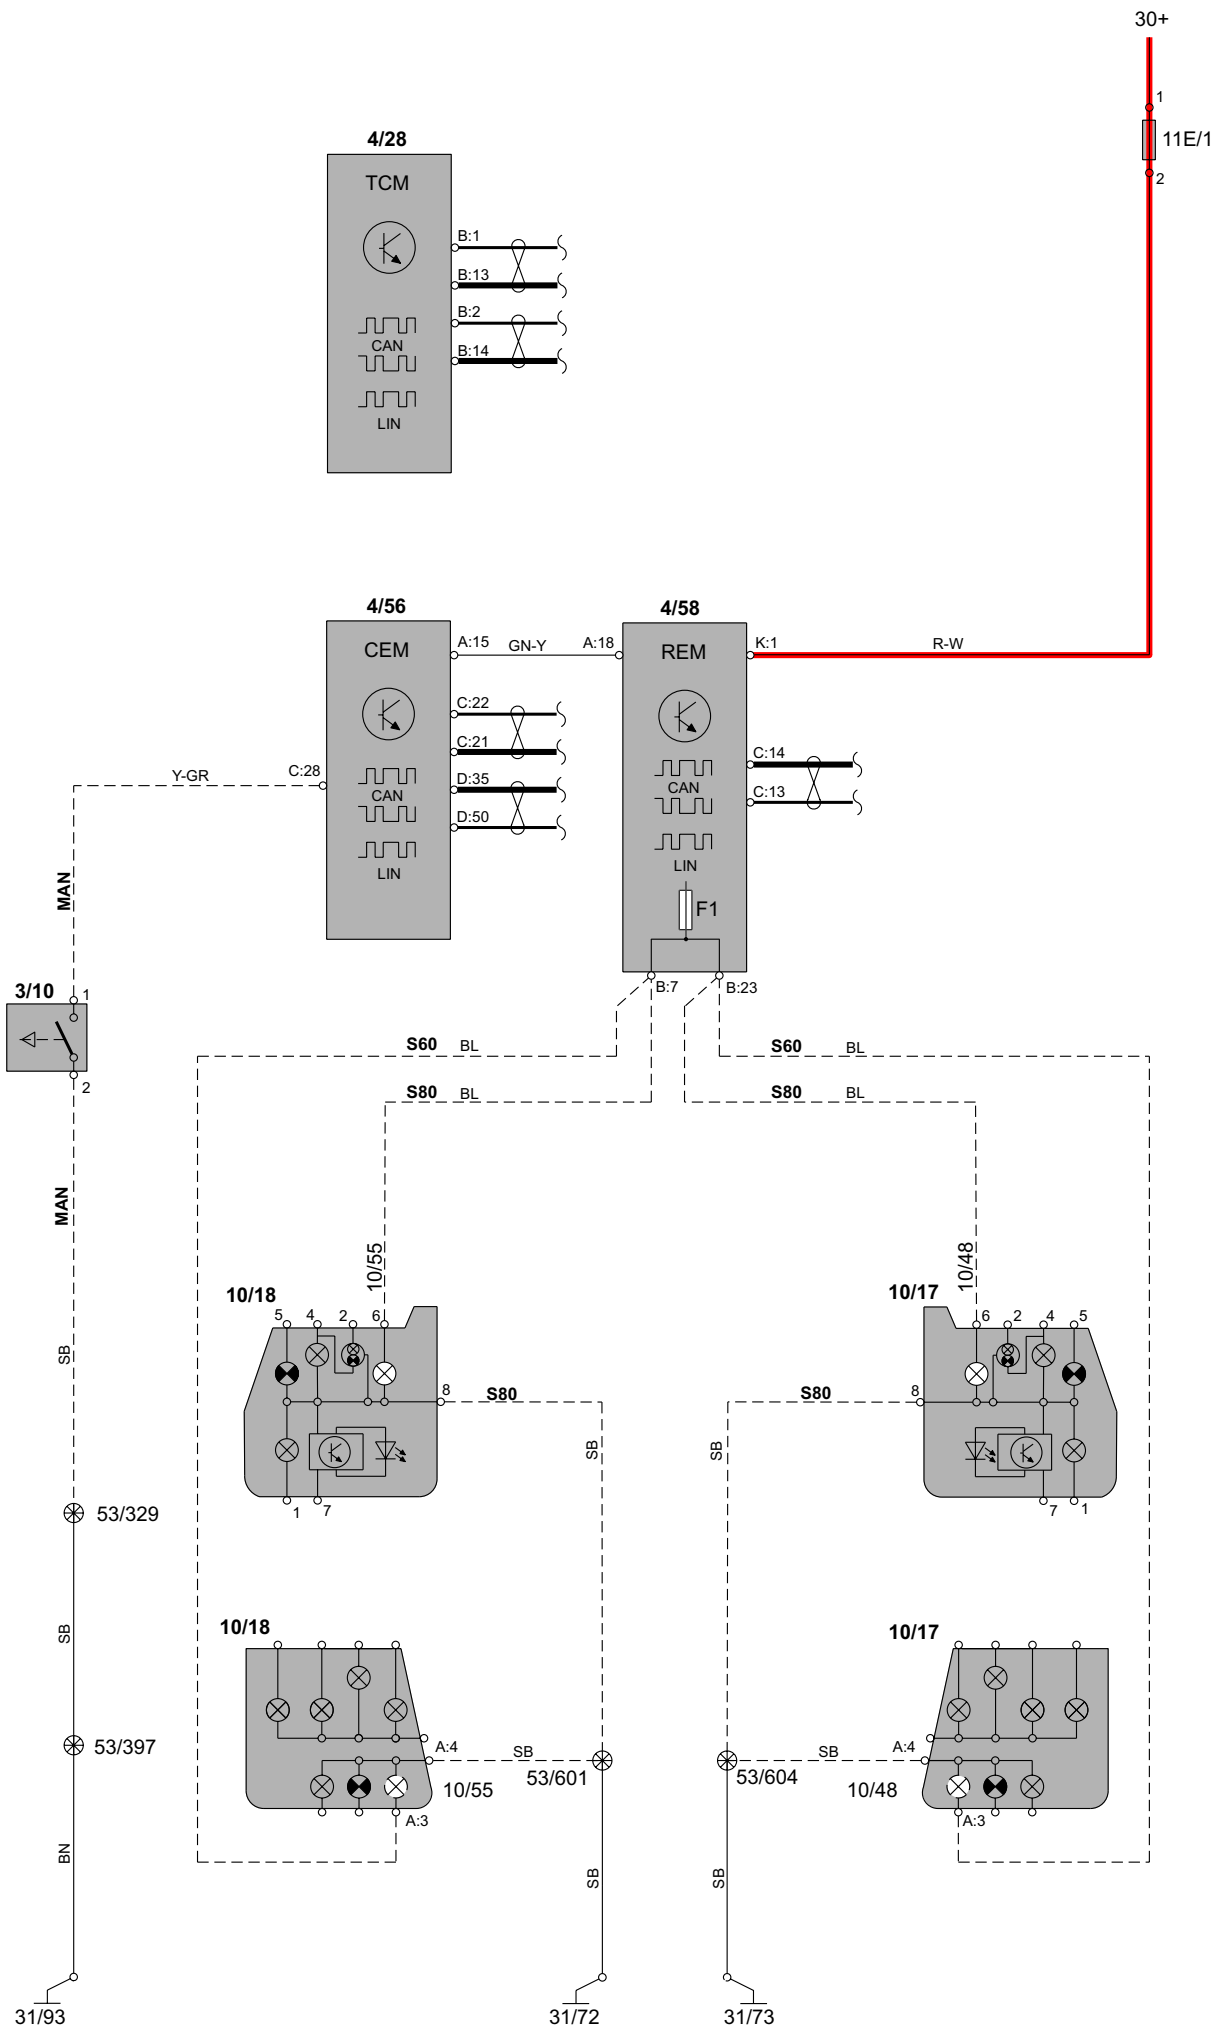 30+
1
11E/1
2
4/28
TCM
B:1
B:13
B:2
B:14
CAN
LIN
4/56
4/58
CEM
A:15
GN-Y
A:18
REM
K:1
R-W
C:22
C:21
C:14
Y-GR
C:28
D:35
CAN
CAN
C:13
D:50
LIN
LIN
MAN
F1
3/10
1
B:7
B:23
2
S60 BL
S60 BL
S80 BL
S80 BL
MAN
10/55
10/48
10/18
10/17
5
4
2
6
6
2
4
5
SB
8
S80
S80
8
SB
SB
1
7
7
1
53/329
10/18
10/17
SB
53/397
A:4
SB
SB
A:4
53/601
53/604
10/55
10/48
A:3
A:3
BN
SB
SB
31/93
31/72
31/73